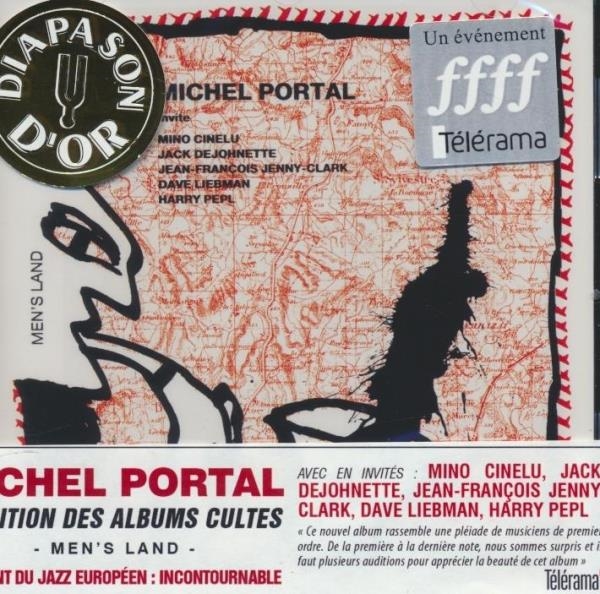 DIAPASON
D'OR
Un événement
ffff
Télérama
MICHEL PORTAL
invite
MINO CINELU
JACK DEJOHNETTE
JEAN-FRANÇOIS JENNY-CLARK
DAVE LIEBMAN
HARRY PEPL
MEN'S LAND
CHEL PORTAL
ITION DES ALBUMS CULTES
- MEN'S LAND -
NT DU JAZZ EUROPÉEN : INCONTOURNABLE
AVEC EN INVITÉS : MINO CINELU, JACK
DEJOHNETTE, JEAN-FRANÇOIS JENNY
CLARK, DAVE LIEBMAN, HARRY PEPL
« Ce nouvel album rassemble une pléiade de musiciens de premie
ordre. De la première à la dernière note, nous sommes surpris et i
faut plusieurs auditions pour apprécier la beauté de cet album »
Télérama